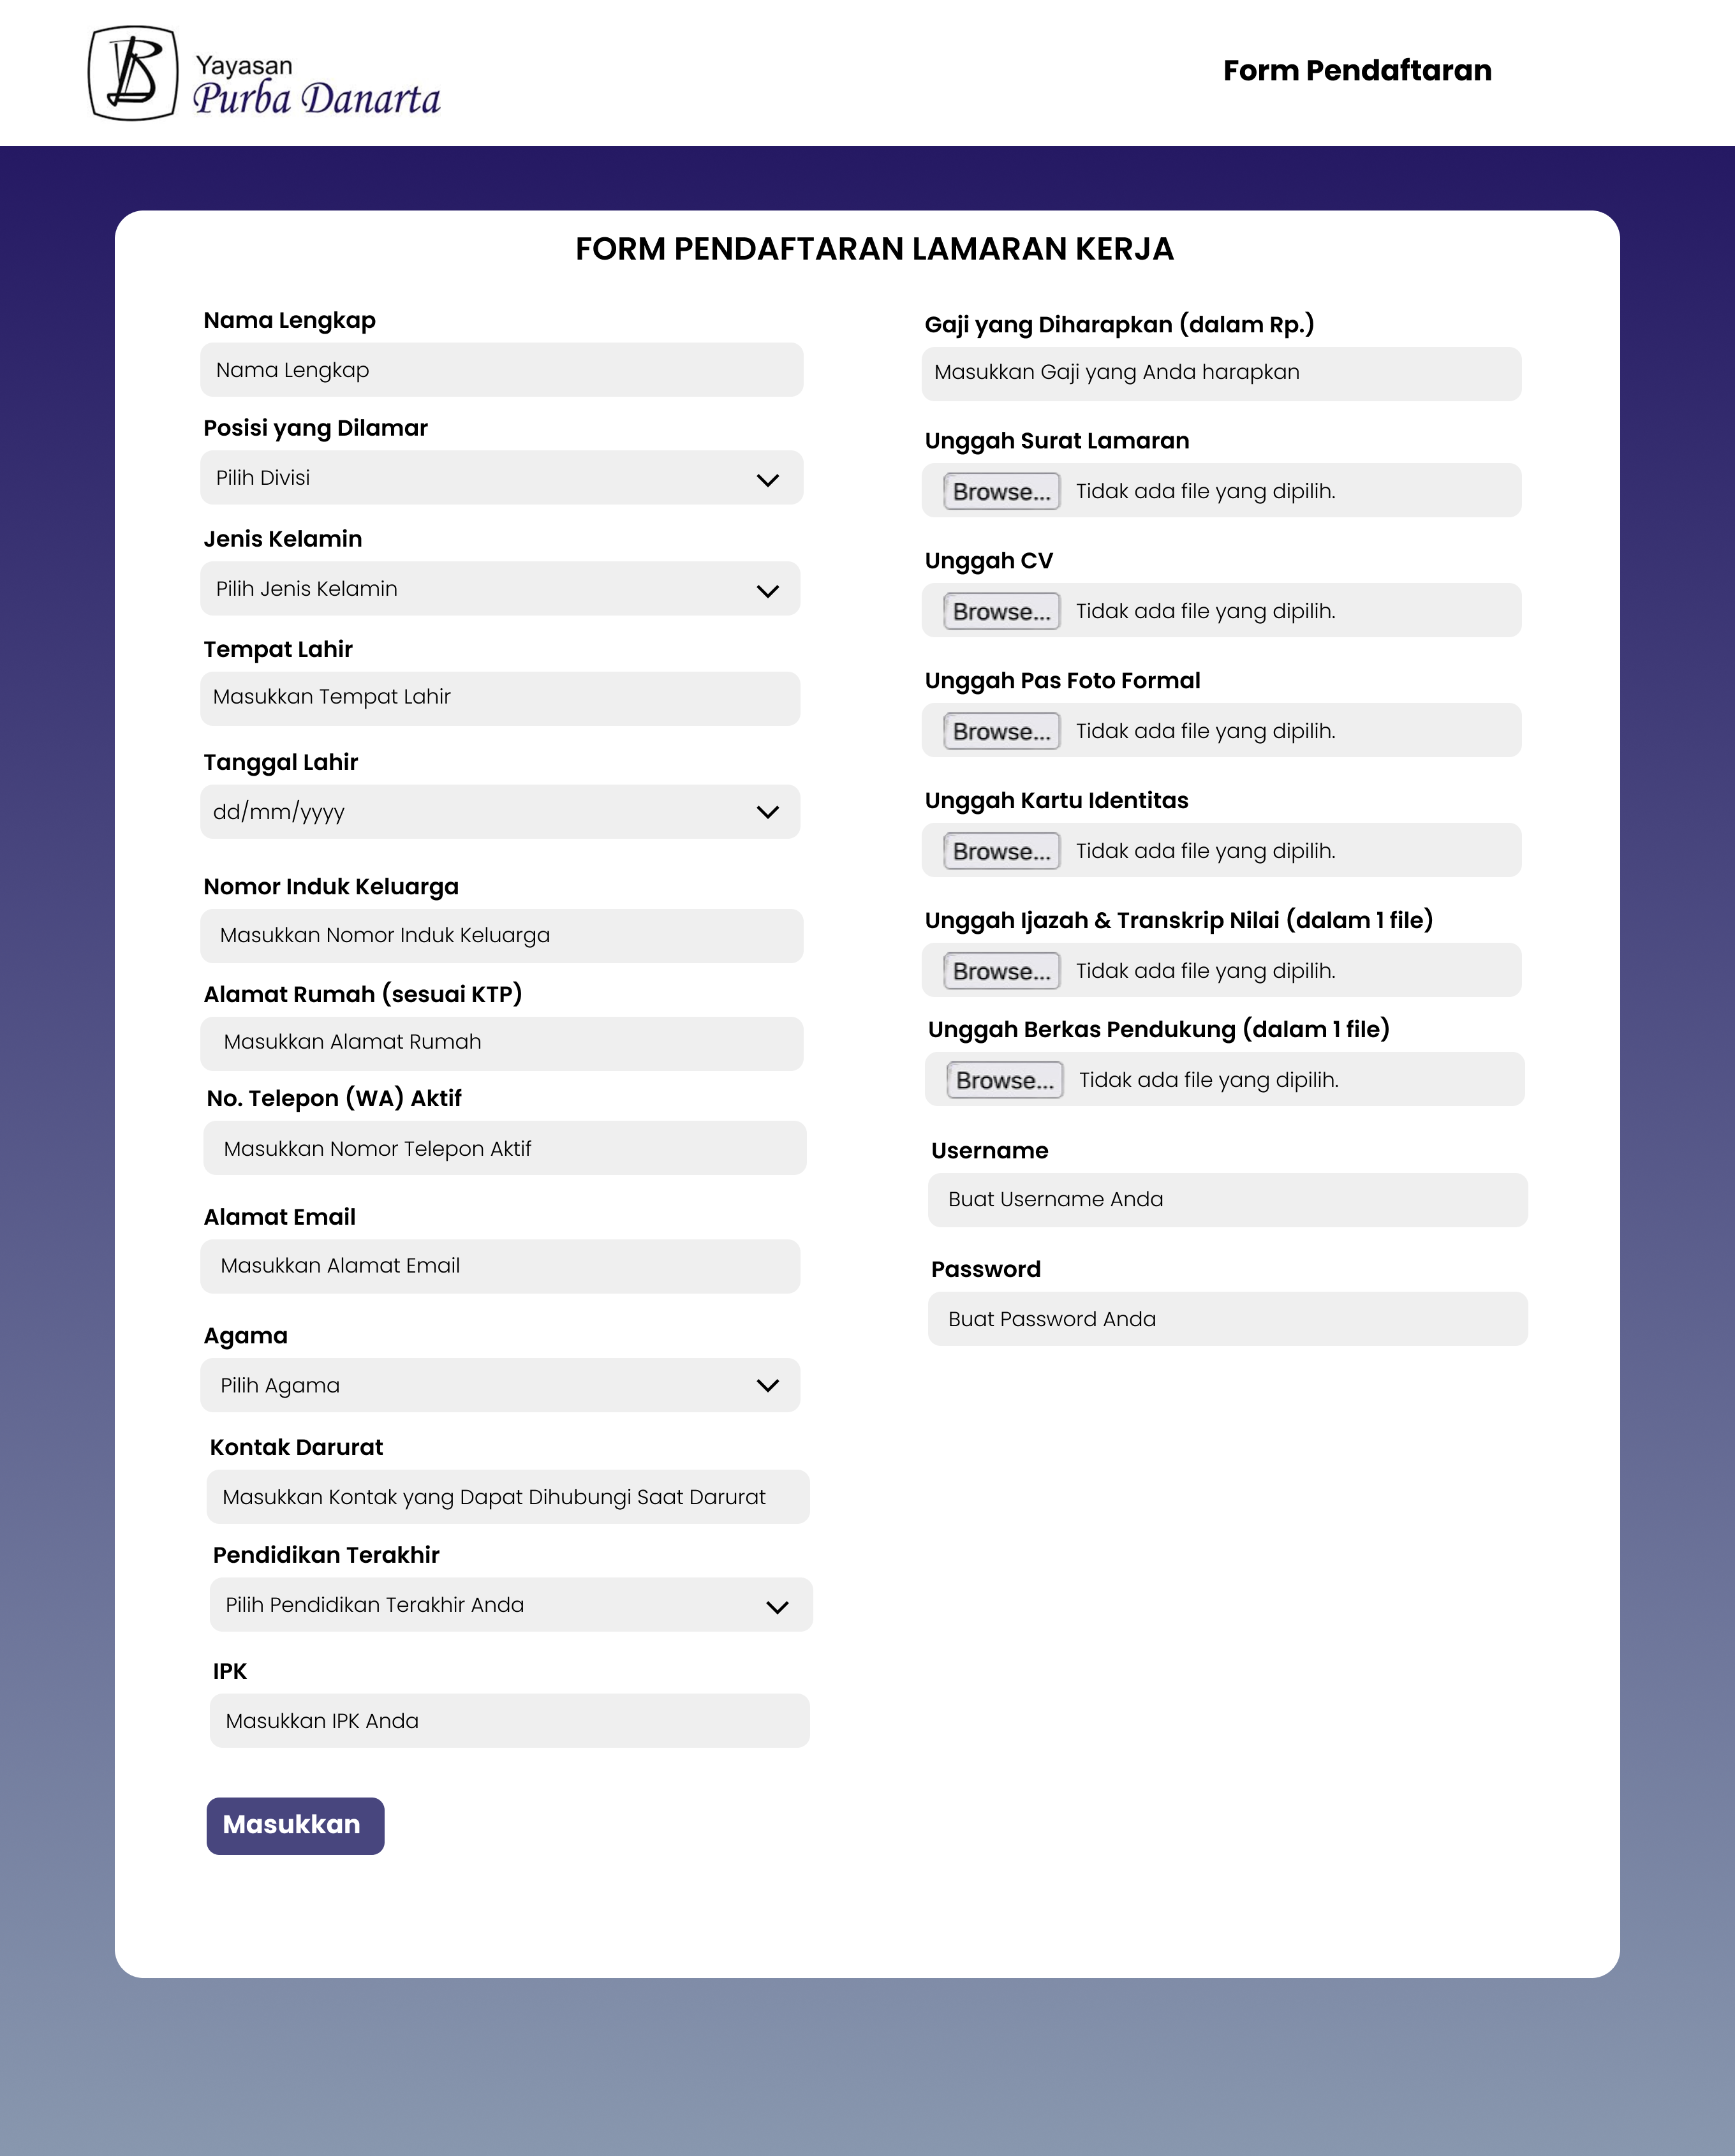 Yayasan
Purba Danarta
Form Pendaftaran
FORM PENDAFTARAN LAMARAN KERJA
Nama Lengkap
Nama Lengkap
Posisi yang Dilamar
Pilih Divisi
Jenis Kelamin
Pilih Jenis Kelamin
Tempat Lahir
Masukkan Tempat Lahir
Tanggal Lahir
dd/mm/yyyy
Nomor Induk Keluarga
Masukkan Nomor Induk Keluarga
Alamat Rumah (sesuai KTP)
Masukkan Alamat Rumah
No. Telepon (WA) Aktif
Masukkan Nomor Telepon Aktif
Alamat Email
Masukkan Alamat Email
Agama
Pilih Agama
Kontak Darurat
Masukkan Kontak yang Dapat Dihubungi Saat Darurat
Pendidikan Terakhir
Pilih Pendidikan Terakhir Anda
IPK
Masukkan IPK Anda
Masukkan
Gaji yang Diharapkan (dalam Rp.)
Masukkan Gaji yang Anda harapkan
Unggah Surat Lamaran
Browse... Tidak ada file yang dipilih.
Unggah CV
Browse... Tidak ada file yang dipilih.
Unggah Pas Foto Formal
Browse... Tidak ada file yang dipilih.
Unggah Kartu Identitas
Browse... Tidak ada file yang dipilih.
Unggah Ijazah & Transkrip Nilai (dalam 1 file)
Browse... Tidak ada file yang dipilih.
Unggah Berkas Pendukung (dalam 1 file)
Browse... Tidak ada file yang dipilih.
Username
Buat Username Anda
Password
Buat Password Anda